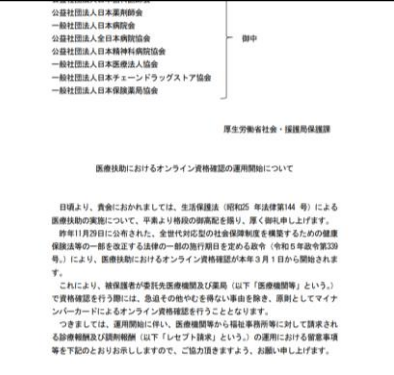 公益社団法人日本薬剤師会
一般社団法人日本病院会
公益社団法人全日本病院協会
公益社団法人日本精神科病院協会
一般社団法人日本医療法人協会
一般社団法人日本チェーンドラッグストア協会
一般社団法人日本保険薬局協会
御中
厚生労働省社会・援護局保護課
医療扶助におけるオンライン資格確認の運用開始について
日頃より、貴会におかれましては、生活保護法（昭和25 年法律第144 号）による
医療扶助の実施について、平素より格段の御高配を賜り、厚く御礼申し上げます。
昨年11月29日に公布された、全世代対応型の社会保障制度を構築するための健康
保険法等の一部を改正する法律の一部の施行期日を定める政令（令和５年政令第339
号。）により、医療扶助におけるオンライン資格確認が本年３月１日から開始されま
す。
これにより、被保護者が委託先医療機関及び薬局（以下「医療機関等」という。）
で資格確認を行う際には、急迫その他やむを得ない事由を除き、原則としてマイナ
ンバーカードによるオンライン資格確認を行うこととなります。
つきましては、運用開始に伴い、医療機関等から福祉事務所等に対して請求され
る診療報酬及び調剤報酬（以下「レセプト請求」という。）の運用における留意事項
等を下記のとおりお示ししますので、ご協力頂きますよう、お願い申し上げます。